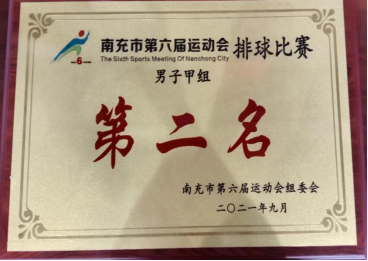 南充市第六届运动会 排球比赛
The Sixth Sports Meeting Of Nanchong City
6
男子甲组
第二名
南充市第六届运动会组委会
二〇二一年九月